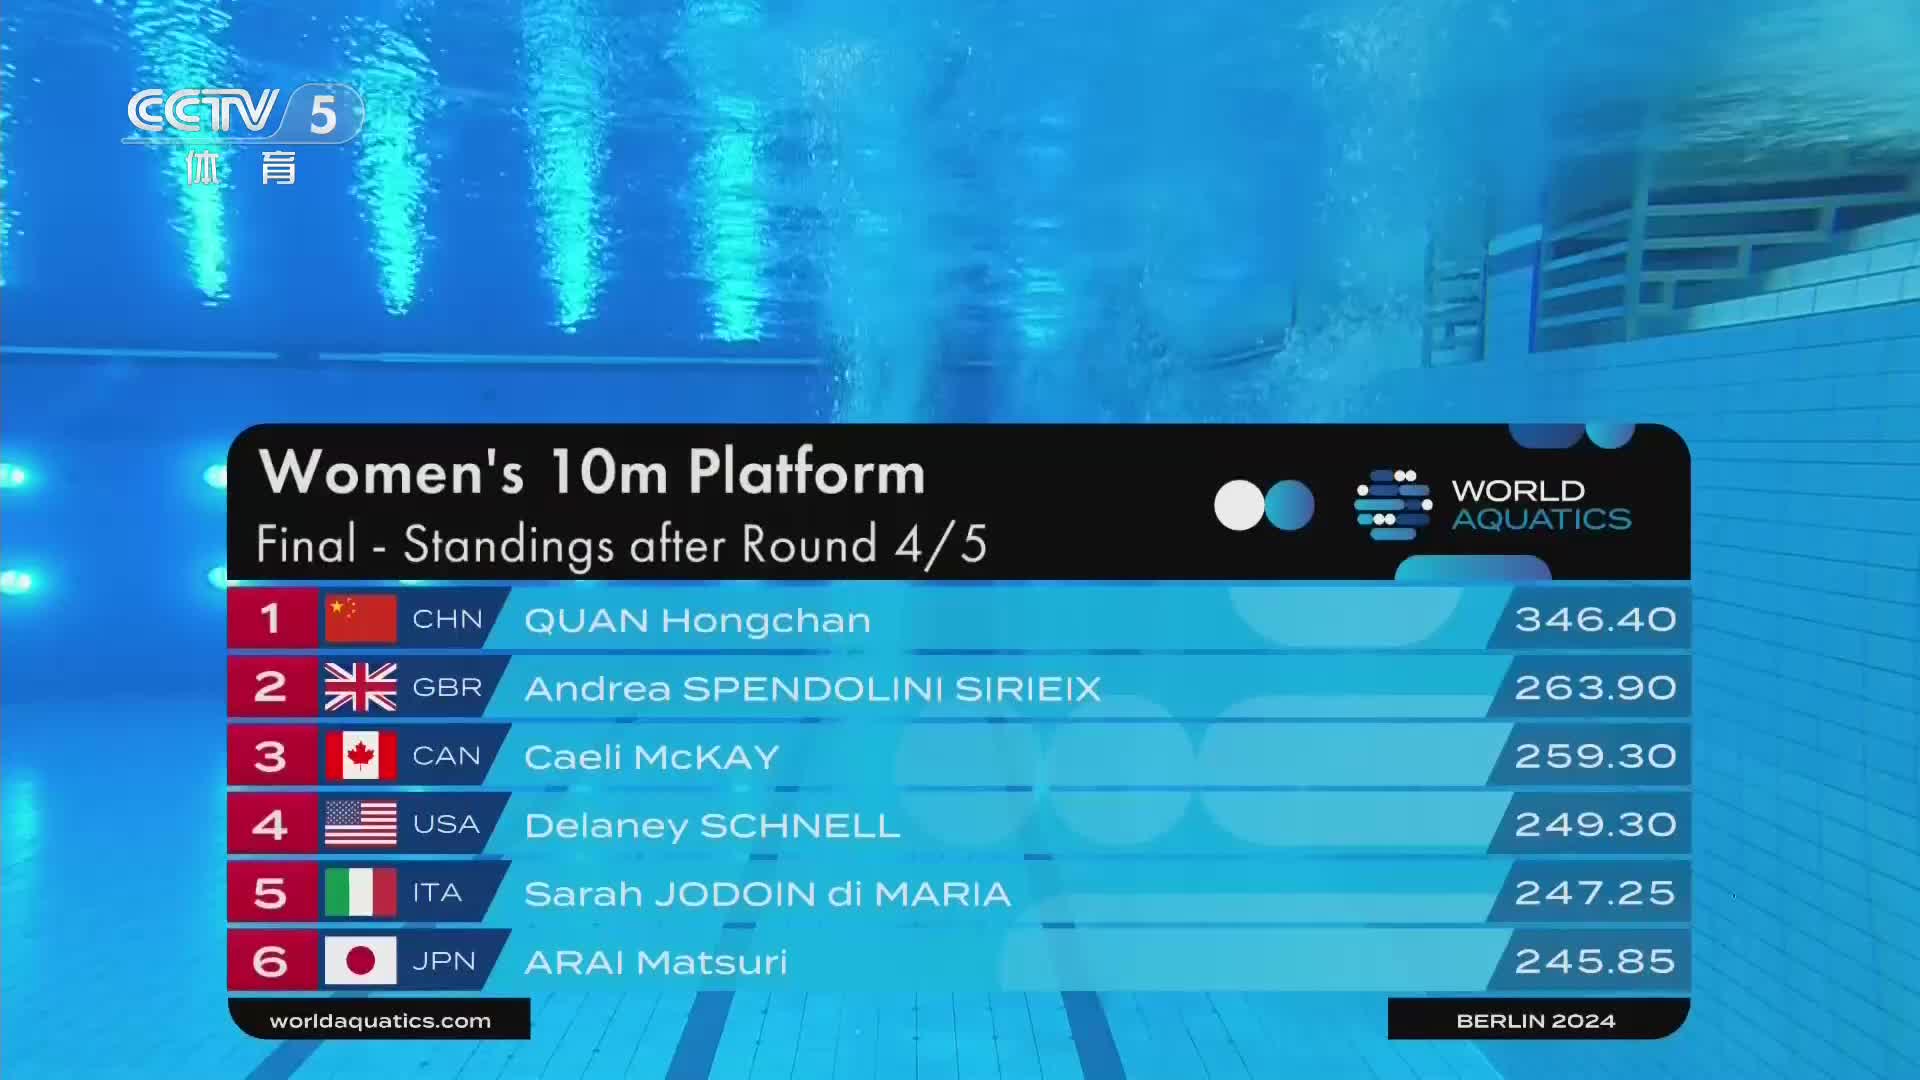 CCTV 5
体育
Women's 10m Platform
Final - Standings after Round 4/5
WORLD
AQUATICS
1 CHN QUAN Hongchan 346.40
2 GBR Andrea SPENDOLINI SIRIEIX 263.90
3 CAN Caeli McKAY 259.30
4 USA Delaney SCHNELL 249.30
5 ITA Sarah JODOIN di MARIA 247.25
6 JPN ARAI Matsuri 245.85
worldaquatics.com
BERLIN 2024